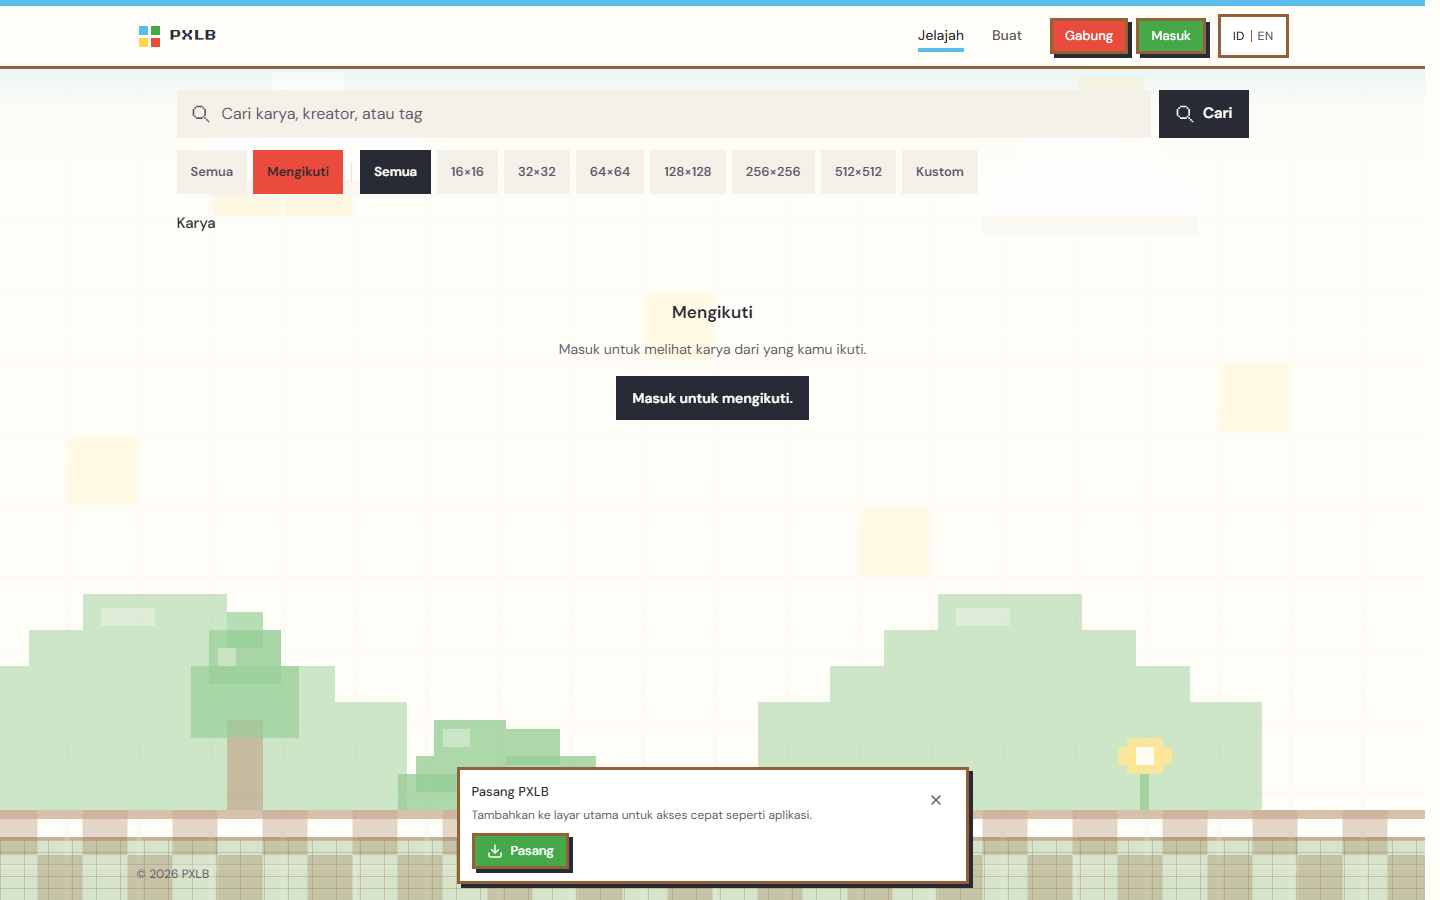 PXLB
Jelajah
Buat
Gabung
Masuk
ID | EN
Cari karya, kreator, atau tag
Cari
Semua
Mengikuti
Semua
16×16
32×32
64×64
128×128
256×256
512×512
Kustom
Karya
Mengikuti
Masuk untuk melihat karya dari yang kamu ikuti.
Masuk untuk mengikuti.
Pasang PXLB
Tambahkan ke layar utama untuk akses cepat seperti aplikasi.
Pasang
© 2026 PXLB